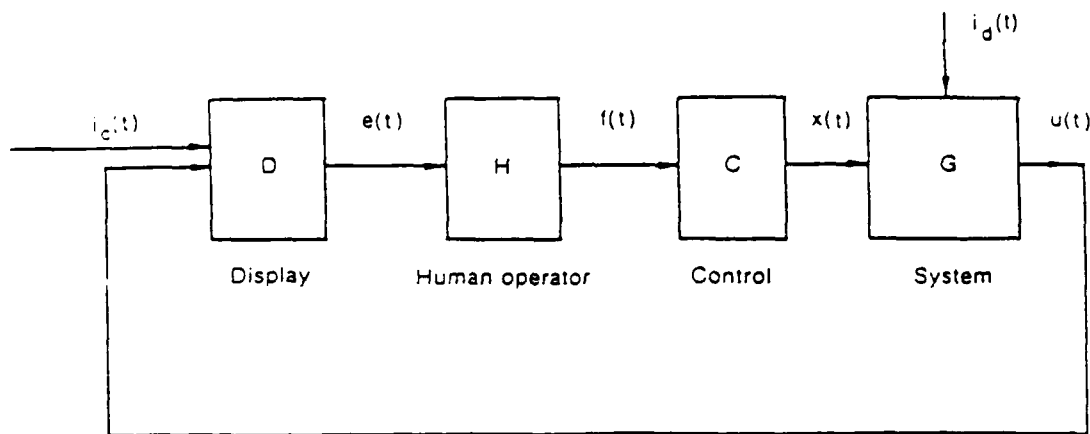 i_d(t)
i_c(t)
e(t)
f(t)
x(t)
u(t)
D
H
C
G
Display
Human operator
Control
System